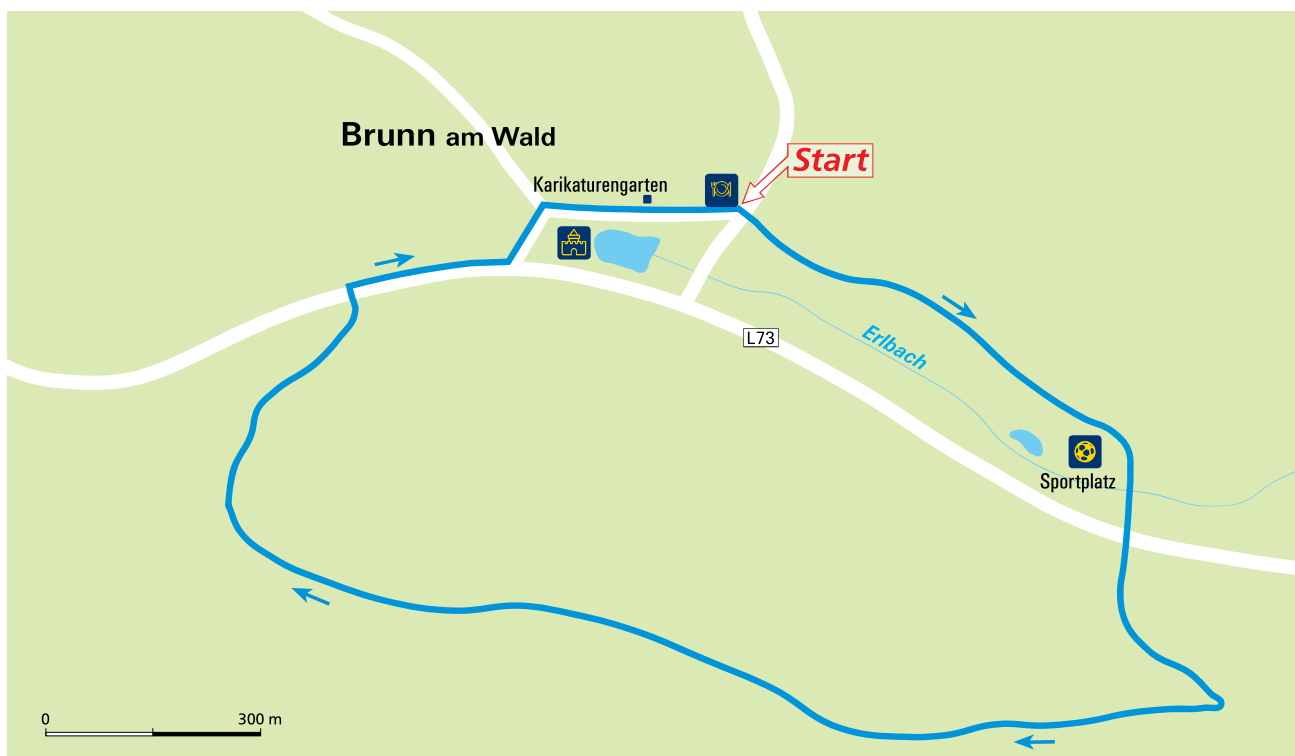 Brunn am Wald
Start
Karikaturengarten
L73
Erlbach
Sportplatz
0 300 m